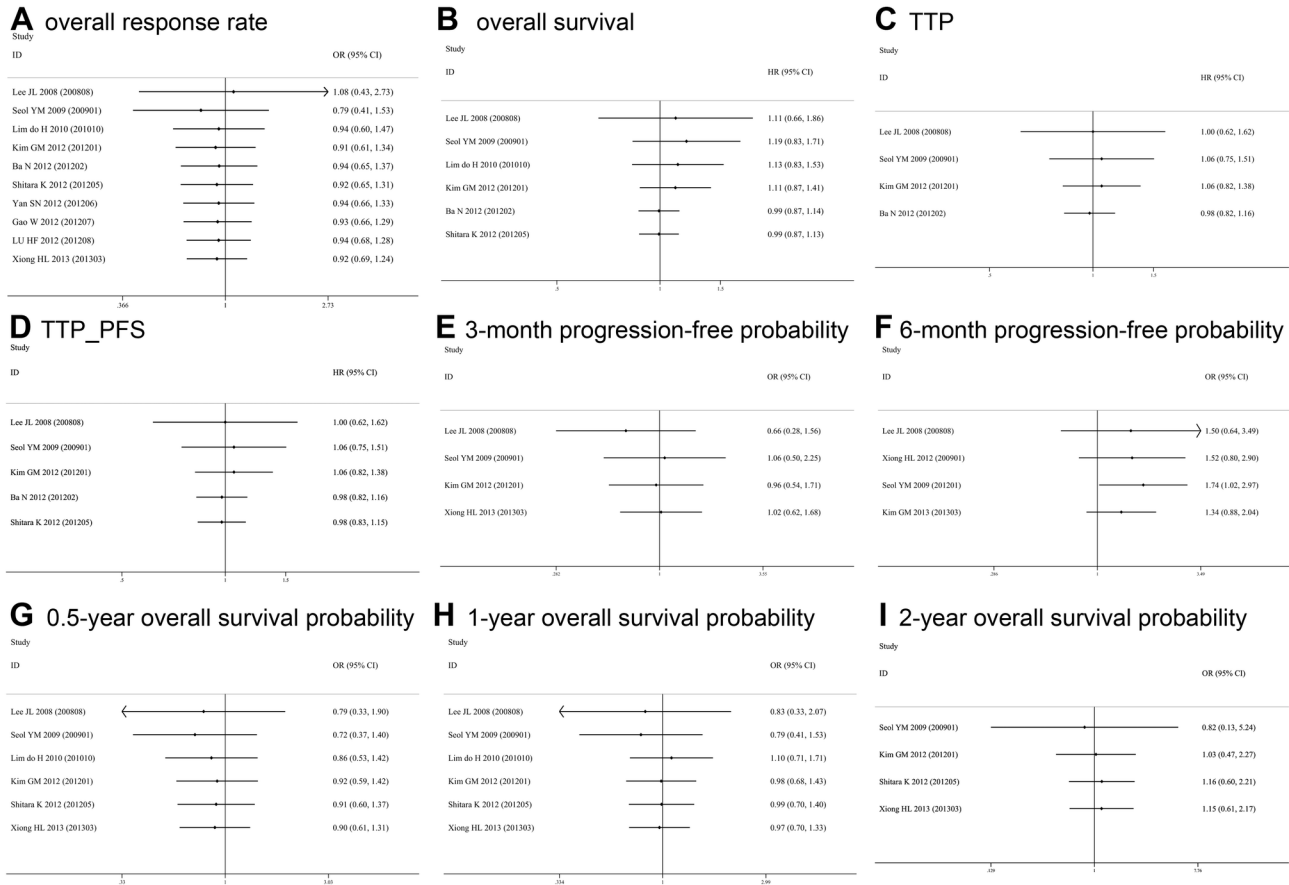 A overall response rate
Study
ID OR (95% CI)
Lee JL 2008 (200808) 1.08 (0.43, 2.73)
Seol YM 2009 (200901) 0.79 (0.41, 1.53)
Lim do H 2010 (201010) 0.94 (0.60, 1.47)
Kim GM 2012 (201201) 0.91 (0.61, 1.34)
Ba N 2012 (201202) 0.94 (0.65, 1.37)
Shitara K 2012 (201205) 0.92 (0.65, 1.31)
Yan SN 2012 (201206) 0.94 (0.66, 1.33)
Gao W 2012 (201207) 0.93 (0.66, 1.29)
LU HF 2012 (201208) 0.94 (0.68, 1.28)
Xiong HL 2013 (201303) 0.92 (0.69, 1.24)
.366 1 2.73
B overall survival
Study
ID HR (95% CI)
Lee JL 2008 (200808) 1.11 (0.66, 1.86)
Seol YM 2009 (200901) 1.19 (0.83, 1.71)
Lim do H 2010 (201010) 1.13 (0.83, 1.53)
Kim GM 2012 (201201) 1.11 (0.87, 1.41)
Ba N 2012 (201202) 0.99 (0.87, 1.14)
Shitara K 2012 (201205) 0.99 (0.87, 1.13)
.5 1 1.5
C TTP
Study
ID HR (95% CI)
Lee JL 2008 (200808) 1.00 (0.62, 1.62)
Seol YM 2009 (200901) 1.06 (0.75, 1.51)
Kim GM 2012 (201201) 1.06 (0.82, 1.38)
Ba N 2012 (201202) 0.98 (0.82, 1.16)
.5 1 1.5
D TTP_PFS
Study
ID HR (95% CI)
Lee JL 2008 (200808) 1.00 (0.62, 1.62)
Seol YM 2009 (200901) 1.06 (0.75, 1.51)
Kim GM 2012 (201201) 1.06 (0.82, 1.38)
Ba N 2012 (201202) 0.98 (0.82, 1.16)
Shitara K 2012 (201205) 0.98 (0.83, 1.15)
.5 1 1.5
E 3-month progression-free probability
Study
ID OR (95% CI)
Lee JL 2008 (200808) 0.66 (0.28, 1.56)
Seol YM 2009 (200901) 1.06 (0.50, 2.25)
Kim GM 2012 (201201) 0.96 (0.54, 1.71)
Xiong HL 2013 (201303) 1.02 (0.62, 1.68)
.282 1 3.55
F 6-month progression-free probability
Study
ID OR (95% CI)
Lee JL 2008 (200808) 1.50 (0.64, 3.49)
Xiong HL 2012 (200901) 1.52 (0.80, 2.90)
Seol YM 2009 (201201) 1.74 (1.02, 2.97)
Kim GM 2013 (201303) 1.34 (0.88, 2.04)
.286 1 3.49
G 0.5-year overall survival probability
Study
ID OR (95% CI)
Lee JL 2008 (200808) 0.79 (0.33, 1.90)
Seol YM 2009 (200901) 0.72 (0.37, 1.40)
Lim do H 2010 (201010) 0.86 (0.53, 1.42)
Kim GM 2012 (201201) 0.92 (0.59, 1.42)
Shitara K 2012 (201205) 0.91 (0.60, 1.37)
Xiong HL 2013 (201303) 0.90 (0.61, 1.31)
.33 1 3.03
H 1-year overall survival probability
Study
ID OR (95% CI)
Lee JL 2008 (200808) 0.83 (0.33, 2.07)
Seol YM 2009 (200901) 0.79 (0.41, 1.53)
Lim do H 2010 (201010) 1.10 (0.71, 1.71)
Kim GM 2012 (201201) 0.98 (0.68, 1.43)
Shitara K 2012 (201205) 0.99 (0.70, 1.40)
Xiong HL 2013 (201303) 0.97 (0.70, 1.33)
.334 1 2.99
I 2-year overall survival probability
Study
ID OR (95% CI)
Seol YM 2009 (200901) 0.82 (0.13, 5.24)
Kim GM 2012 (201201) 1.03 (0.47, 2.27)
Shitara K 2012 (201205) 1.16 (0.60, 2.21)
Xiong HL 2013 (201303) 1.15 (0.61, 2.17)
1